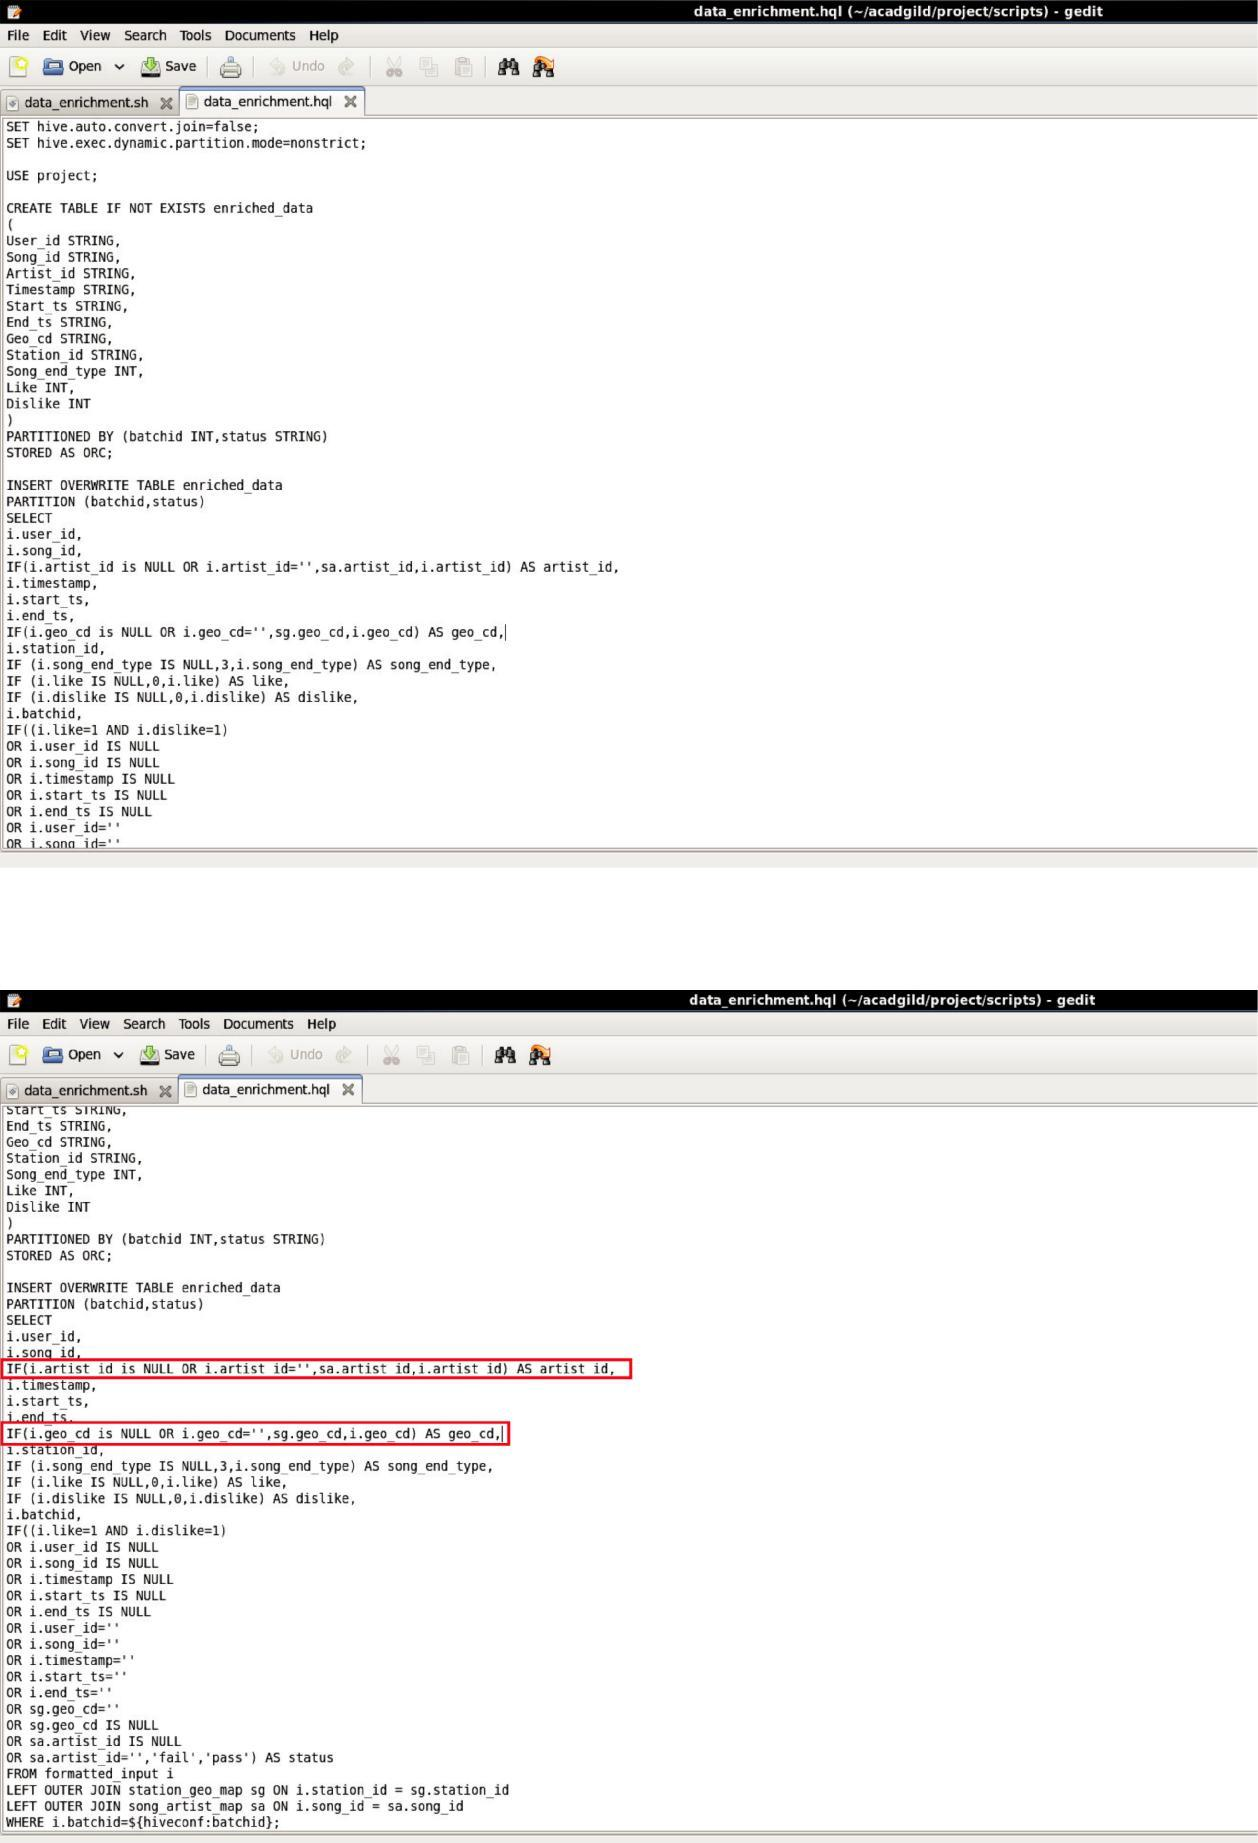 data_enrichment.hql (~/acadgild/project/scripts) - gedit
File Edit View Search Tools Documents Help
Open Save Undo
data_enrichment.sh data_enrichment.hql
SET hive.auto.convert.join=false;
SET hive.exec.dynamic.partition.mode=nonstrict;
USE project;
CREATE TABLE IF NOT EXISTS enriched_data
(
User_id STRING,
Song_id STRING,
Artist_id STRING,
Timestamp STRING,
Start_ts STRING,
End_ts STRING,
Geo_cd STRING,
Station_id STRING,
Song_end_type INT,
Like INT,
Dislike INT
)
PARTITIONED BY (batchid INT,status STRING)
STORED AS ORC;
INSERT OVERWRITE TABLE enriched_data
PARTITION (batchid,status)
SELECT
i.user_id,
i.song_id,
IF(i.artist_id is NULL OR i.artist_id='',sa.artist_id,i.artist_id) AS artist_id,
i.timestamp,
i.start_ts,
i.end_ts,
IF(i.geo_cd is NULL OR i.geo_cd='',sg.geo_cd,i.geo_cd) AS geo_cd,
i.station_id,
IF (i.song_end_type IS NULL,3,i.song_end_type) AS song_end_type,
IF (i.like IS NULL,0,i.like) AS like,
IF (i.dislike IS NULL,0,i.dislike) AS dislike,
i.batchid,
IF((i.like=1 AND i.dislike=1)
OR i.user_id IS NULL
OR i.song_id IS NULL
OR i.timestamp IS NULL
OR i.start_ts IS NULL
OR i.end_ts IS NULL
OR i.user_id=''
OR i.song_id=''
data_enrichment.hql (~/acadgild/project/scripts) - gedit
File Edit View Search Tools Documents Help
Open Save Undo
data_enrichment.sh data_enrichment.hql
Start_ts STRING,
End_ts STRING,
Geo_cd STRING,
Station_id STRING,
Song_end_type INT,
Like INT,
Dislike INT
)
PARTITIONED BY (batchid INT,status STRING)
STORED AS ORC;
INSERT OVERWRITE TABLE enriched_data
PARTITION (batchid,status)
SELECT
i.user_id,
i.song_id,
IF(i.artist_id is NULL OR i.artist_id='',sa.artist_id,i.artist_id) AS artist_id,
i.timestamp,
i.start_ts,
i.end_ts,
IF(i.geo_cd is NULL OR i.geo_cd='',sg.geo_cd,i.geo_cd) AS geo_cd,
i.station_id,
IF (i.song_end_type IS NULL,3,i.song_end_type) AS song_end_type,
IF (i.like IS NULL,0,i.like) AS like,
IF (i.dislike IS NULL,0,i.dislike) AS dislike,
i.batchid,
IF((i.like=1 AND i.dislike=1)
OR i.user_id IS NULL
OR i.song_id IS NULL
OR i.timestamp IS NULL
OR i.start_ts IS NULL
OR i.end_ts IS NULL
OR i.user_id=''
OR i.song_id=''
OR i.timestamp=''
OR i.start_ts=''
OR i.end_ts=''
OR sg.geo_cd=''
OR sg.geo_cd IS NULL
OR sa.artist_id IS NULL
OR sa.artist_id='','fail','pass') AS status
FROM formatted_input i
LEFT OUTER JOIN station_geo_map sg ON i.station_id = sg.station_id
LEFT OUTER JOIN song_artist_map sa ON i.song_id = sa.song_id
WHERE i.batchid=${hiveconf:batchid};